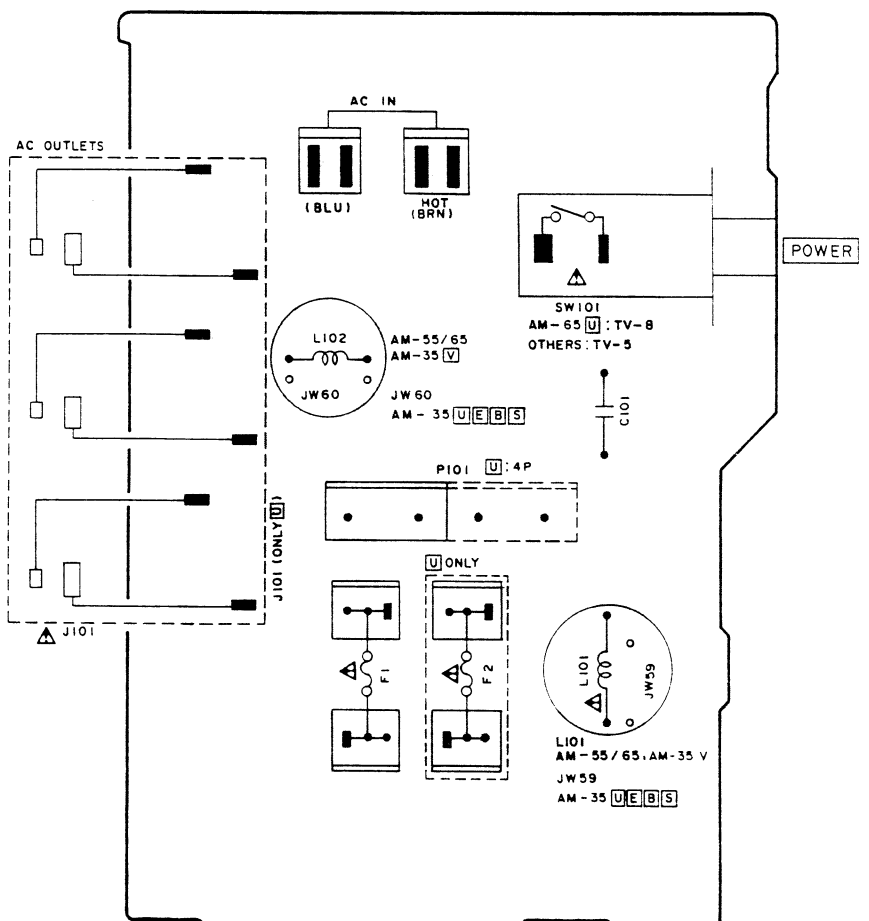 AC IN
AC OUTLETS
(BLU)
HOT
(BRN)
POWER
SW101
AM-65 U : TV-8
OTHERS : TV-5
L102
JW60
AM-55/65
AM-35 V
JW60
AM-35 U E B S
C101
P101 U : 4P
J101 (ONLY U)
J101
U ONLY
F1
F2
L101
JW59
L101
AM-55/65, AM-35 V
JW59
AM-35 U E B S